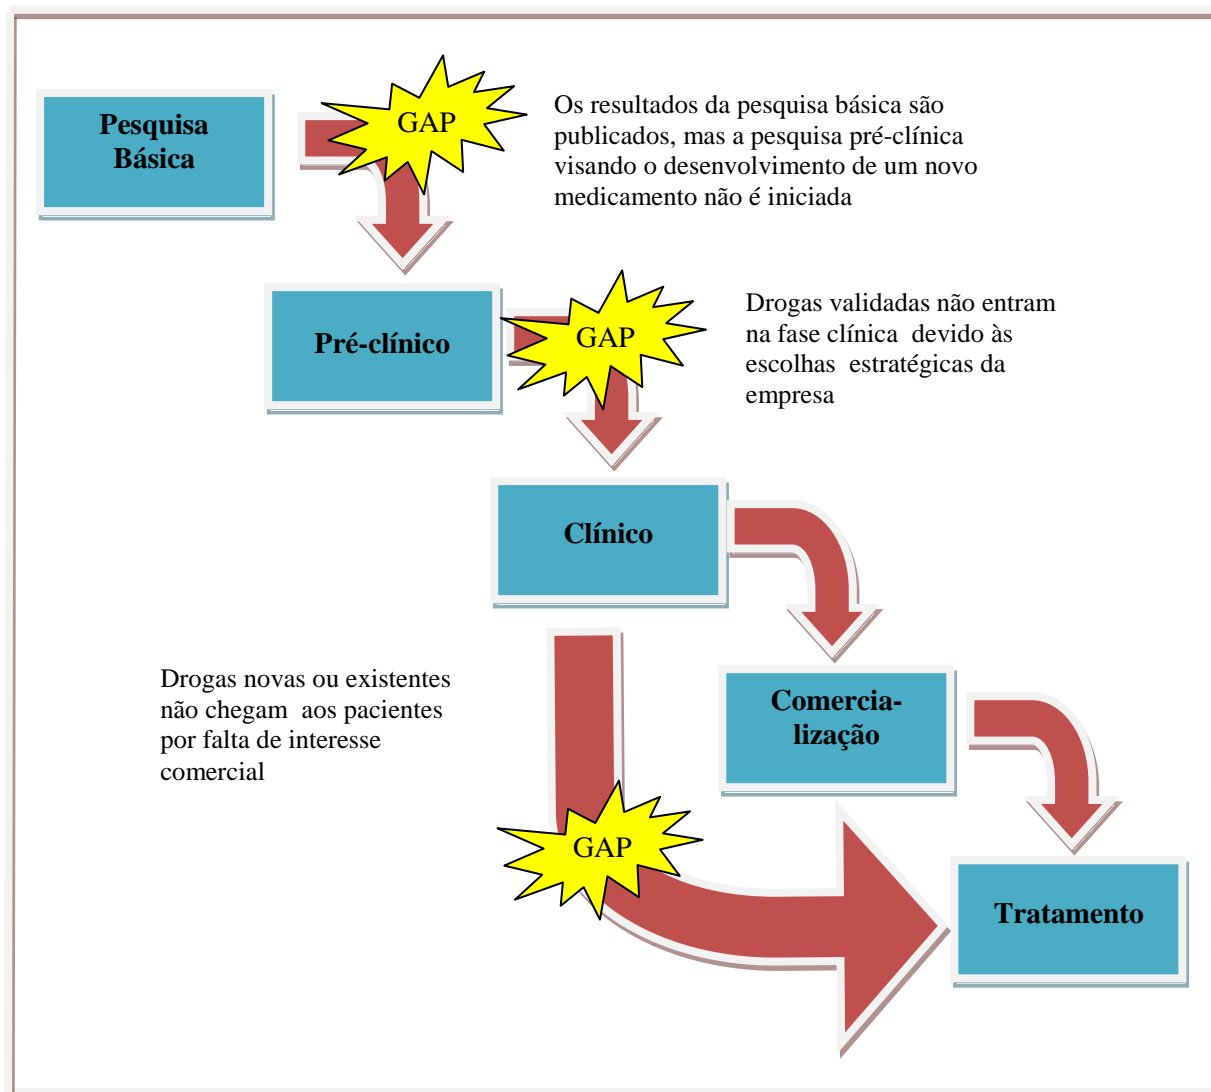 Pesquisa
Básica
GAP
Os resultados da pesquisa básica são
publicados, mas a pesquisa pré-clínica
visando o desenvolvimento de um novo
medicamento não é iniciada
Pré-clínico
GAP
Drogas validadas não entram
na fase clínica devido às
escolhas estratégicas da
empresa
Clínico
Drogas novas ou existentes
não chegam aos pacientes
por falta de interesse
comercial
Comercia-
lização
GAP
Tratamento